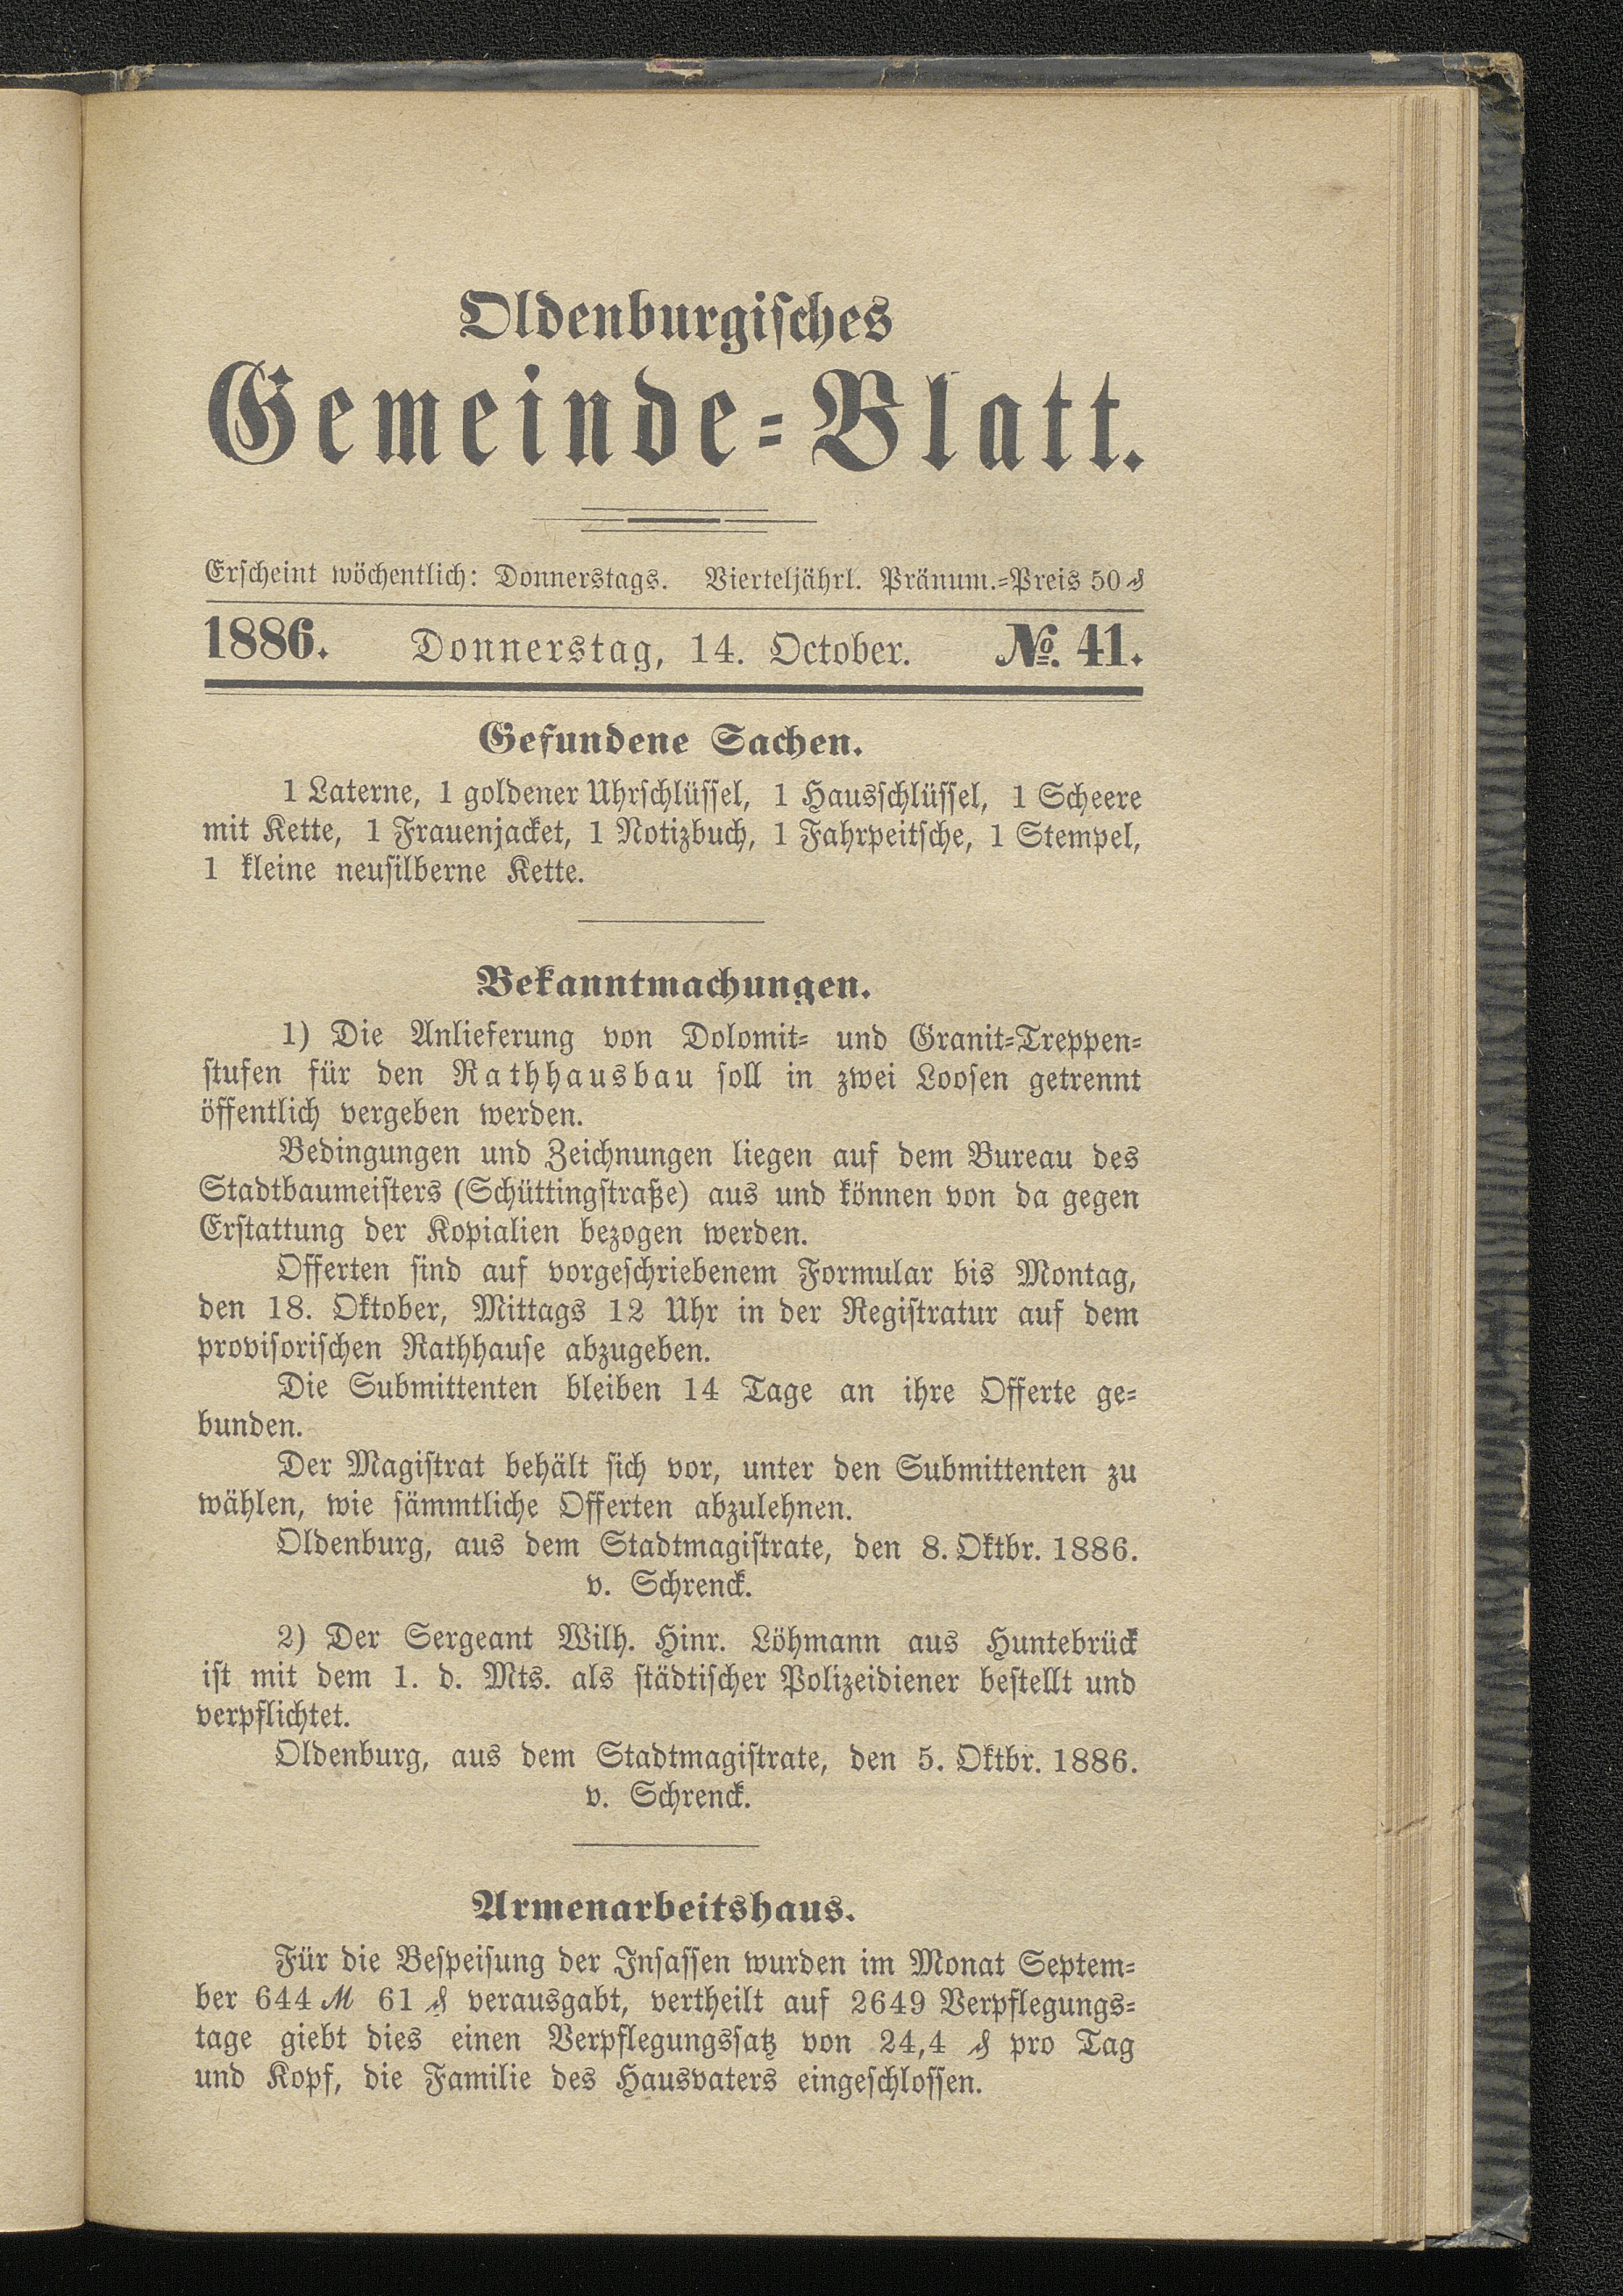 Oldenburgisches
Gemeinde-Blatt.
Erscheint wöchentlich: Donnerstags. Vierteljährl. Pränum.-Preis 50 ₰
1886. Donnerstag, 14. October. No. 41.
Gefundene Sachen.
1 Laterne, 1 goldener Uhrschlüssel, 1 Hausschlüssel, 1 Scheere
mit Kette, 1 Frauenjacket, 1 Notizbuch, 1 Fahrpeitsche, 1 Stempel,
1 kleine neusilberne Kette.
Bekanntmachungen.
1) Die Anlieferung von Dolomit- und Granit-Treppen-
stufen für den Rathhausbau soll in zwei Loosen getrennt
öffentlich vergeben werden.
Bedingungen und Zeichnungen liegen auf dem Bureau des
Stadtbaumeisters (Schüttingstraße) aus und können von da gegen
Erstattung der Kopialien bezogen werden.
Offerten sind auf vorgeschriebenem Formular bis Montag,
den 18. Oktober, Mittags 12 Uhr in der Registratur auf dem
provisorischen Rathhause abzugeben.
Die Submittenten bleiben 14 Tage an ihre Offerte ge-
bunden.
Der Magistrat behält sich vor, unter den Submittenten zu
wählen, wie sämmtliche Offerten abzulehnen.
Oldenburg, aus dem Stadtmagistrate, den 8. Oktbr. 1886.
v. Schrenck.
2) Der Sergeant Wilh. Hinr. Löhmann aus Huntebrück
ist mit dem 1. d. Mts. als städtischer Polizeidiener bestellt und
verpflichtet.
Oldenburg, aus dem Stadtmagistrate, den 5. Oktbr. 1886.
v. Schrenck.
Armenarbeitshaus.
Für die Bespeisung der Insassen wurden im Monat Septem-
ber 644 ℳ 61 ₰ verausgabt, vertheilt auf 2649 Verpflegungs-
tage giebt dies einen Verpflegungssatz von 24,4 ₰ pro Tag
und Kopf, die Familie des Hausvaters eingeschlossen.